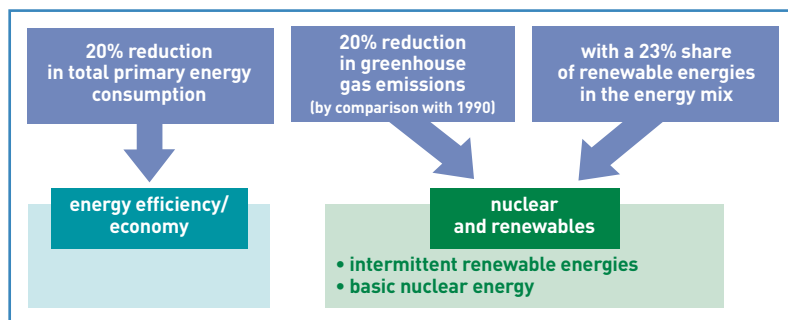 20% reduction
in total primary energy
consumption
20% reduction
in greenhouse
gas emissions
(by comparison with 1990)
with a 23% share
of renewable energies
in the energy mix
energy efficiency/
economy
nuclear
and renewables
• intermittent renewable energies
• basic nuclear energy